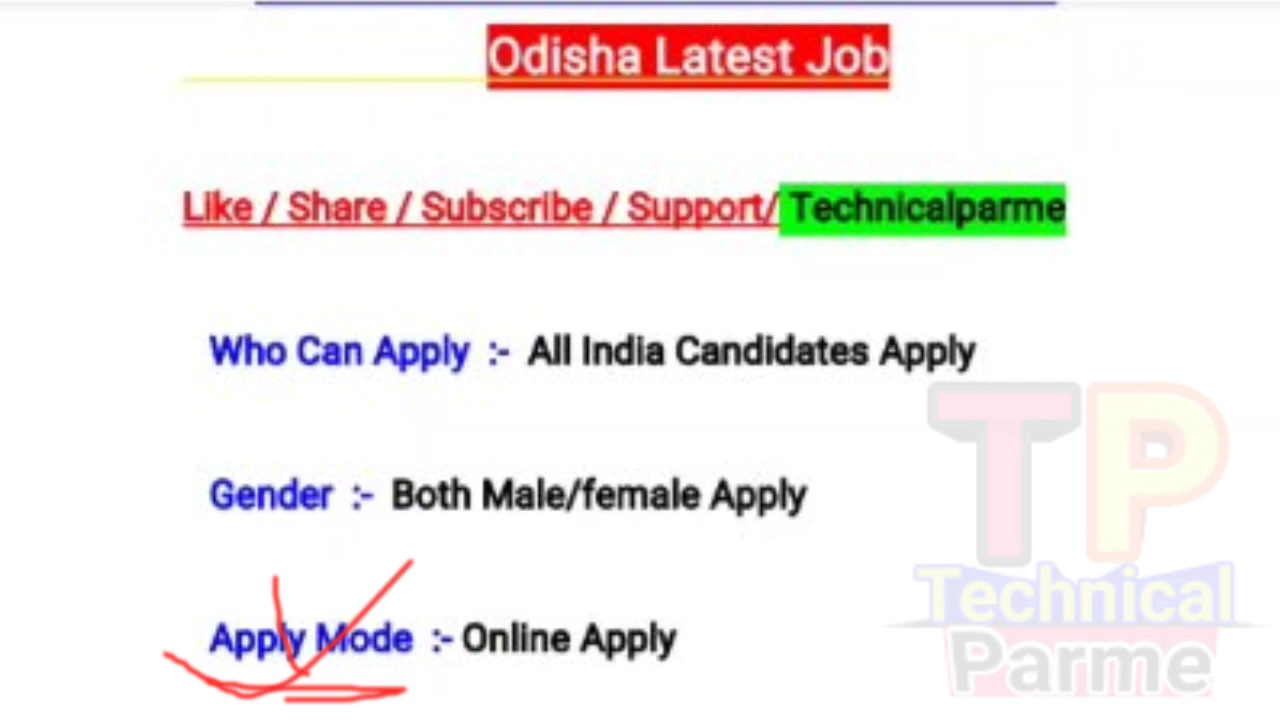 Odisha Latest Job
Like / Share / Subscribe / Support/ Technicalparme
Who Can Apply :- All India Candidates Apply
Gender :- Both Male/female Apply
Apply Mode :- Online Apply
TP
Technical
Parme